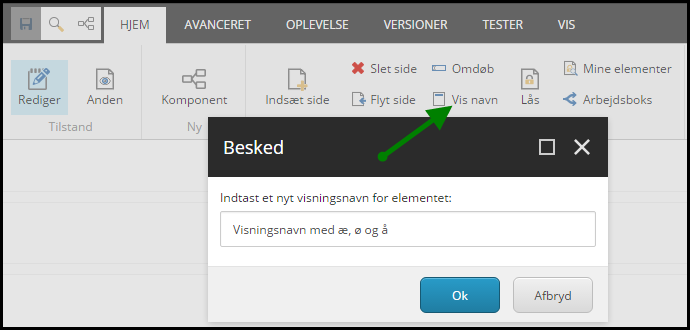 HJEM AVANCERET OPLEVELSE VERSIONER TESTER VIS
Slet side Omdøb Mine elementer
Rediger Anden Komponent Indsæt side Flyt side Vis navn Lås Arbejdsboks
Tilstand Ny
Besked
Indtast et nyt visningsnavn for elementet:
Visningsnavn med æ, ø og å
Ok Afbryd